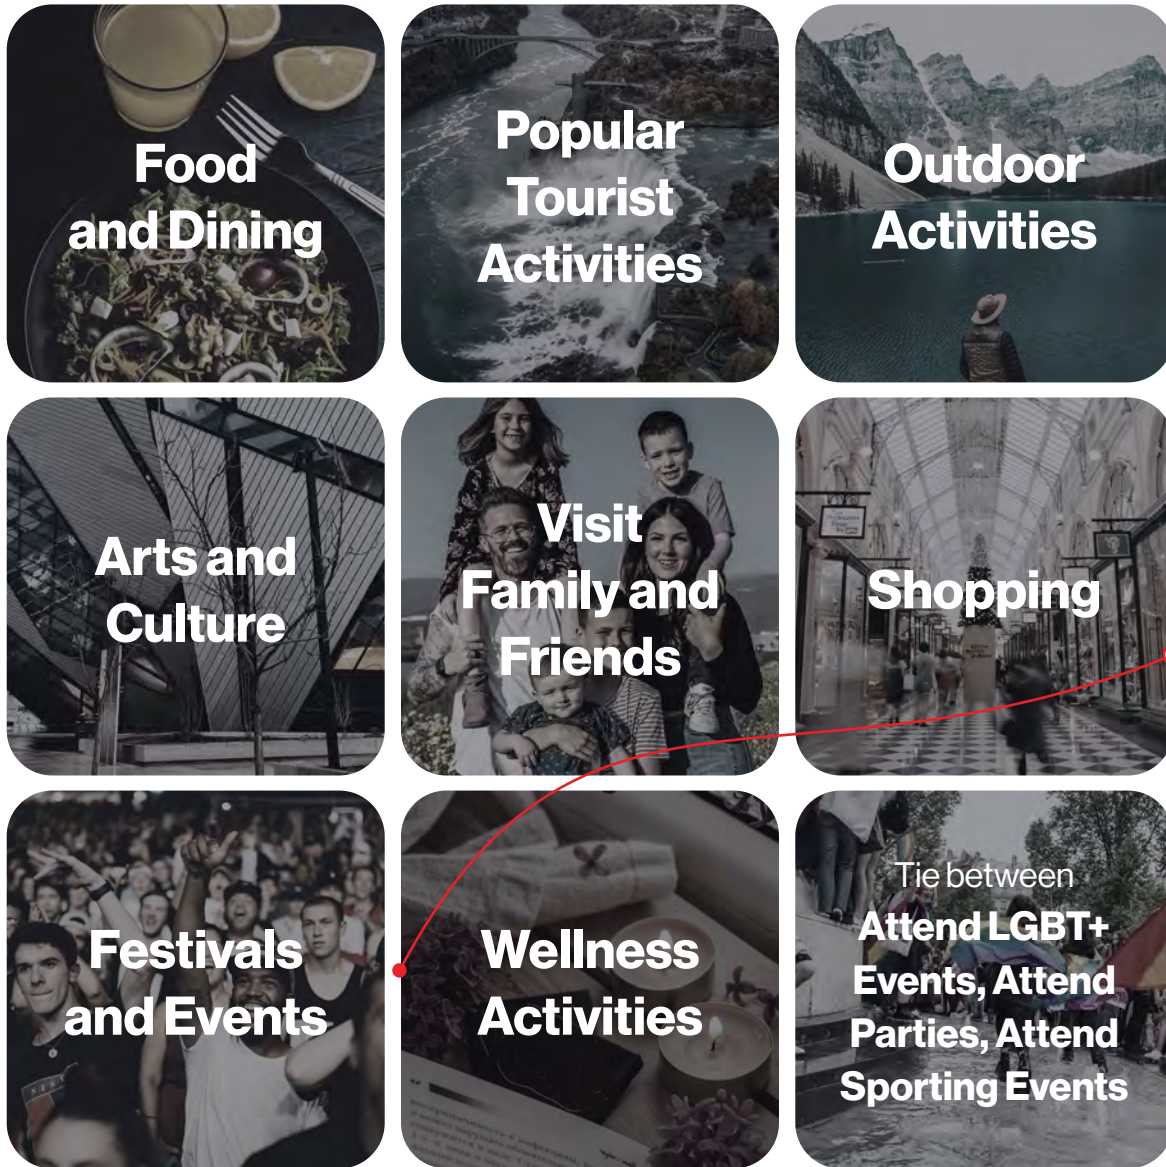 Food
and Dining
Popular
Tourist
Activities
Outdoor
Activities
Arts and
Culture
Visit
Family and
Friends
Shopping
Festivals
and Events
Wellness
Activities
Tie between
Attend LGBT+
Events, Attend
Parties, Attend
Sporting Events